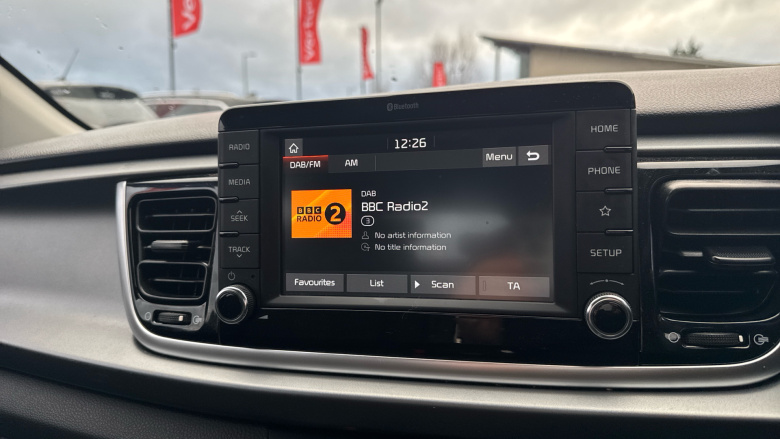 Bluetooth
RADIO
MEDIA
SEEK
TRACK
12:26
DAB/FM
AM
Menu
DAB
BBC Radio2
3
BBC
RADIO
2
No artist information
No title information
Favourites
List
Scan
TA
HOME
PHONE
SETUP